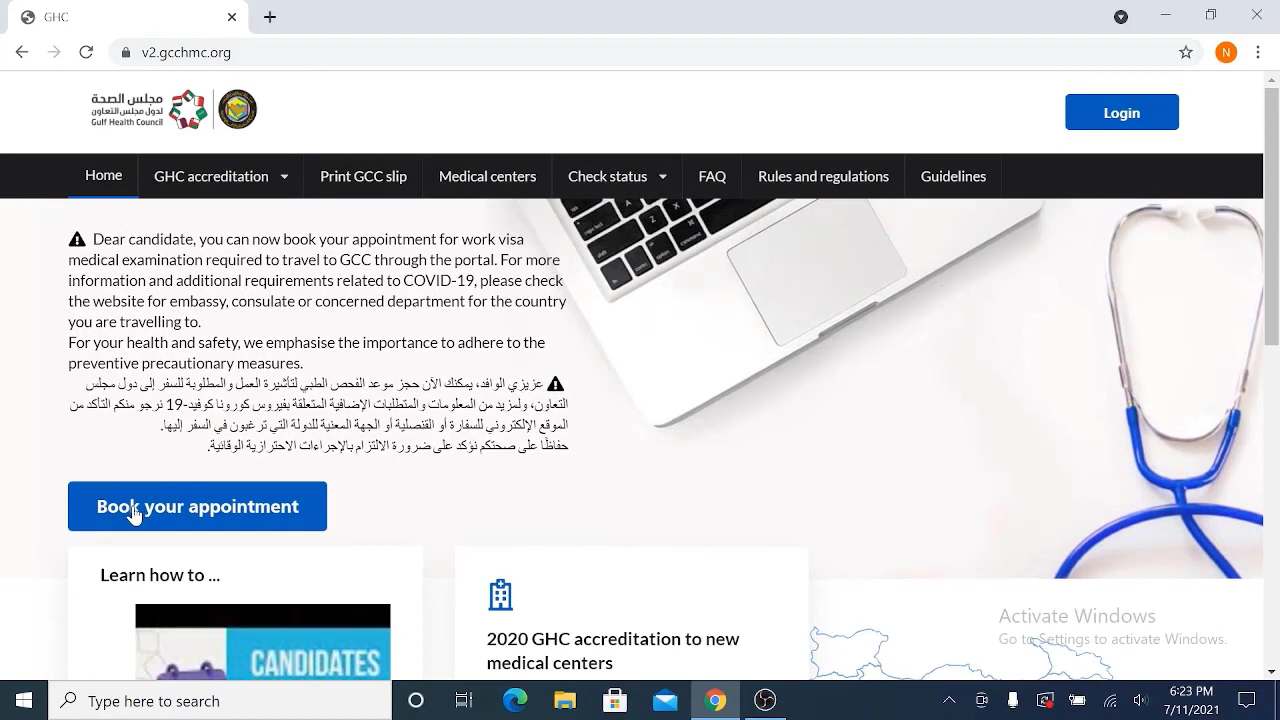 GHC
v2.gcchmc.org
N
مجلس الصحة
لدول مجلس التعاون
Gulf Health Council
Login
Home
GHC accreditation
Print GCC slip
Medical centers
Check status
FAQ
Rules and regulations
Guidelines
Dear candidate, you can now book your appointment for work visa
medical examination required to travel to GCC through the portal. For more
information and additional requirements related to COVID-19, please check
the website for embassy, consulate or concerned department for the country
you are travelling to.
For your health and safety, we emphasise the importance to adhere to the
preventive precautionary measures.
عزيزي الوافد، يمكنك الآن حجز موعد الفحص الطبي لتأشيرة العمل والمطلوبة للسفر إلى دول مجلس
التعاون، ولمزيد من المعلومات والمتطلبات الإضافية المتعلقة بفيروس كورونا كوفيد-19 نرجو منكم التأكد من
الموقع الإلكتروني للسفارة أو القنصلية أو الجهة المعنية للدولة التي ترغبون في السفر إليها.
حفاظًا على صحتكم نؤكد على ضرورة الالتزام بالإجراءات الاحترازية الوقائية.
Book your appointment
Learn how to ...
CANDIDATES
2020 GHC accreditation to new
medical centers
Activate Windows
Go to Settings to activate Windows.
Type here to search
6:23 PM
7/11/2021